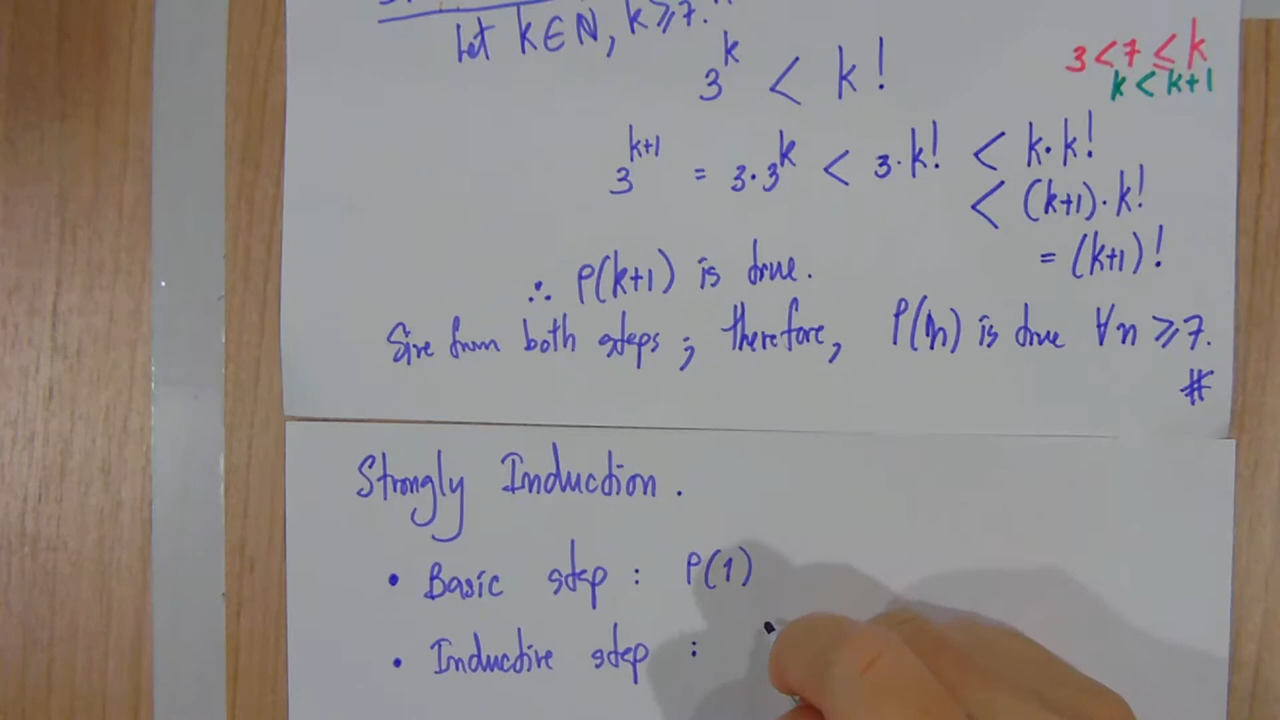 Let k ∈ ℕ, k ≥ 7.
3^k < k!
3 < 7 ≤ k
k < k+1
3^{k+1} = 3·3^k < 3·k! < k·k!
< (k+1)·k!
= (k+1)!
∴ P(k+1) is true.
from both steps ; therefore, P(n) is true ∀n ≥ 7.
#
Strongly Induction.
• Basic step : P(1)
• Inductive step :